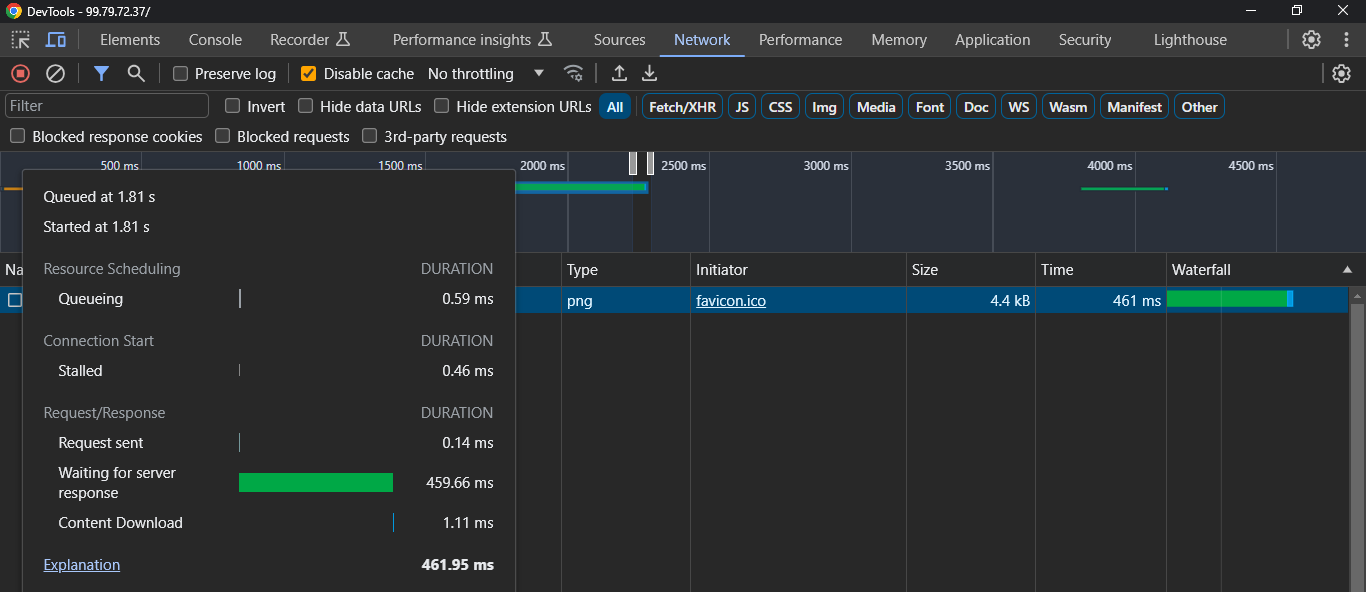 DevTools - 99.79.72.37/
Elements Console Recorder Performance insights Sources Network Performance Memory Application Security Lighthouse
Preserve log Disable cache No throttling
Filter Invert Hide data URLs Hide extension URLs All Fetch/XHR JS CSS Img Media Font Doc WS Wasm Manifest Other
Blocked response cookies Blocked requests 3rd-party requests
500 ms 1000 ms 1500 ms 2000 ms 2500 ms 3000 ms 3500 ms 4000 ms 4500 ms
Queued at 1.81 s
Started at 1.81 s
Resource Scheduling DURATION
Queueing 0.59 ms
Connection Start DURATION
Stalled 0.46 ms
Request/Response DURATION
Request sent 0.14 ms
Waiting for server
response 459.66 ms
Content Download 1.11 ms
Explanation 461.95 ms
Na Type Initiator Size Time Waterfall
png favicon.ico 4.4 kB 461 ms